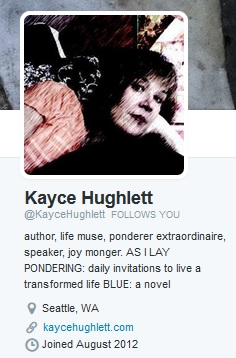 Kayce Hughlett
@KayceHughlett FOLLOWS YOU
author, life muse, ponderer extraordinaire,
speaker, joy monger. AS I LAY
PONDERING: daily invitations to live a
transformed life BLUE: a novel
Seattle, WA
kaycehughlett.com
Joined August 2012